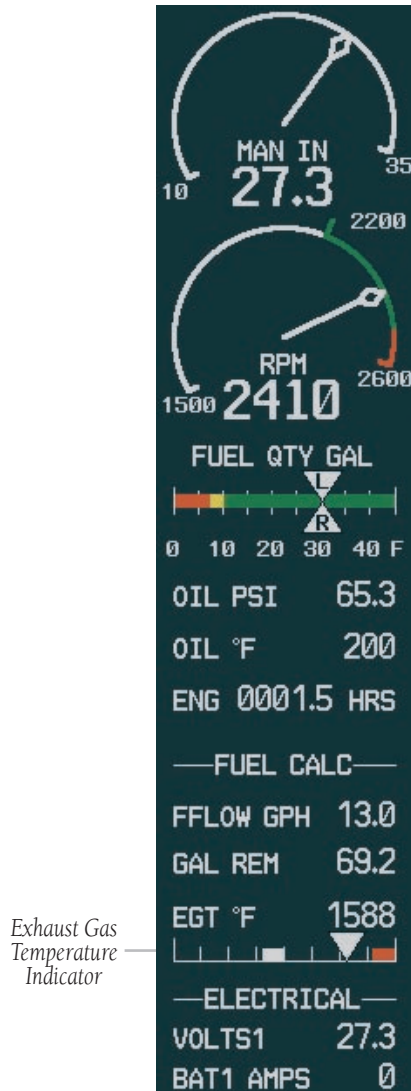 MAN IN
10 27.3 35
2200
RPM
1500 2410 2600
FUEL QTY GAL
L
R
0 10 20 30 40 F
OIL PSI 65.3
OIL °F 200
ENG 0001.5 HRS
FUEL CALC
FFLOW GPH 13.0
GAL REM 69.2
EGT °F 1588
Exhaust Gas
Temperature
Indicator
ELECTRICAL
VOLTS1 27.3
BAT1 AMPS 0